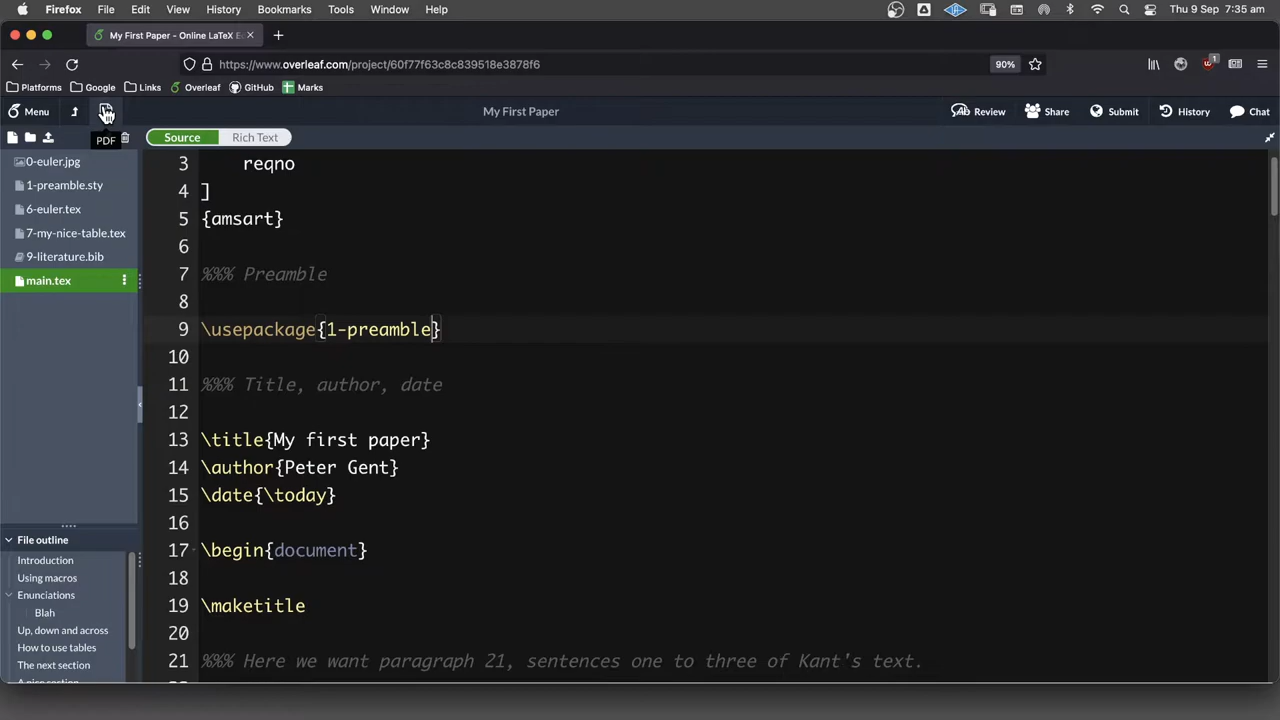 Firefox File Edit View History Bookmarks Tools Window Help Thu 9 Sep 7:35 am
My First Paper - Online LaTeX E
https://www.overleaf.com/project/60f77f63c8c839518e3878f6 90%
Platforms Google Links Overleaf GitHub Marks
Menu My First Paper Review Share Submit History Chat
PDF Source Rich Text
0-euler.jpg
1-preamble.sty
6-euler.tex
7-my-nice-table.tex
9-literature.bib
main.tex
File outline
Introduction
Using macros
Enunciations
Blah
Up, down and across
How to use tables
The next section
A nice section
3 reqno
4 ]
5 {amsart}
6
7 %%% Preamble
8
9 \usepackage{1-preamble}
10
11 %%% Title, author, date
12
13 \title{My first paper}
14 \author{Peter Gent}
15 \date{\today}
16
17 \begin{document}
18
19 \maketitle
20
21 %%% Here we want paragraph 21, sentences one to three of Kant's text.